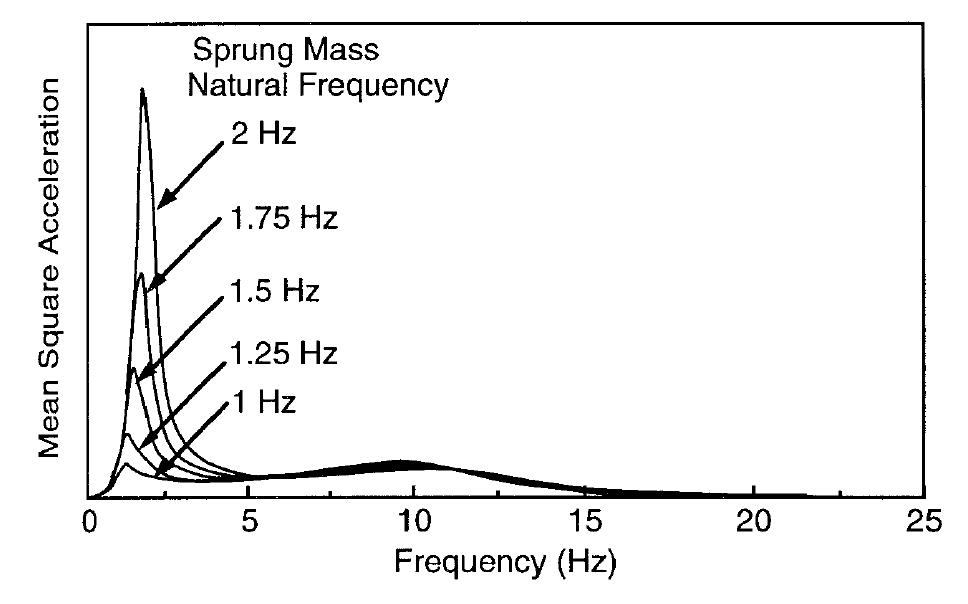 Sprung Mass
Natural Frequency
2 Hz
1.75 Hz
1.5 Hz
1.25 Hz
1 Hz
Mean Square Acceleration
0 5 10 15 20 25
Frequency (Hz)